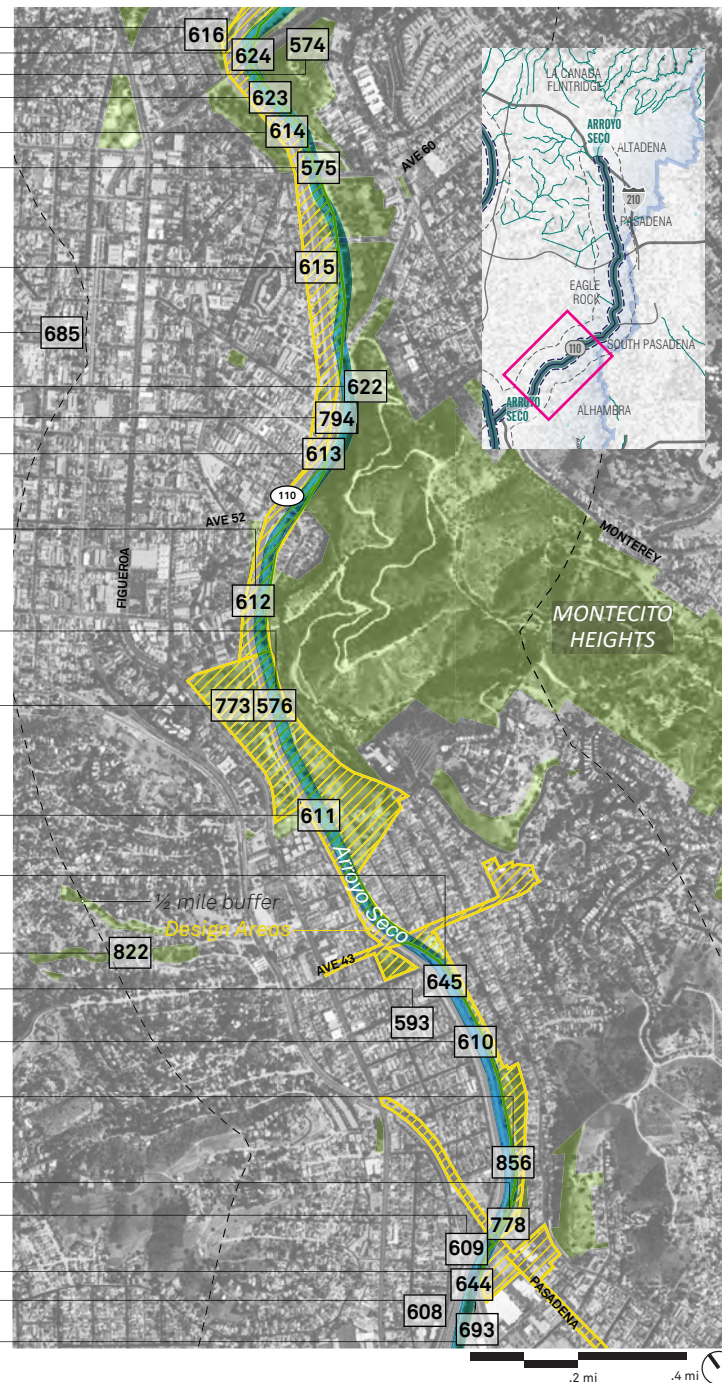 616
574
624
623
614
575
AVE 60
615
685
622
794
613
110
AVE 52
FIGUEROA
MONTEREY
612
MONTECITO
HEIGHTS
773
576
611
Arroyo Seco
½ mile buffer
Design Areas
822
AVE 43
645
593
610
856
778
609
644
608
693
PASADENA
LA CANADA
FLINTRIDGE
ARROYO
SECO
ALTADENA
210
PASADENA
EAGLE
ROCK
110
SOUTH PASADENA
ARROYO
SECO
ALHAMBRA
.2 mi
.4 mi